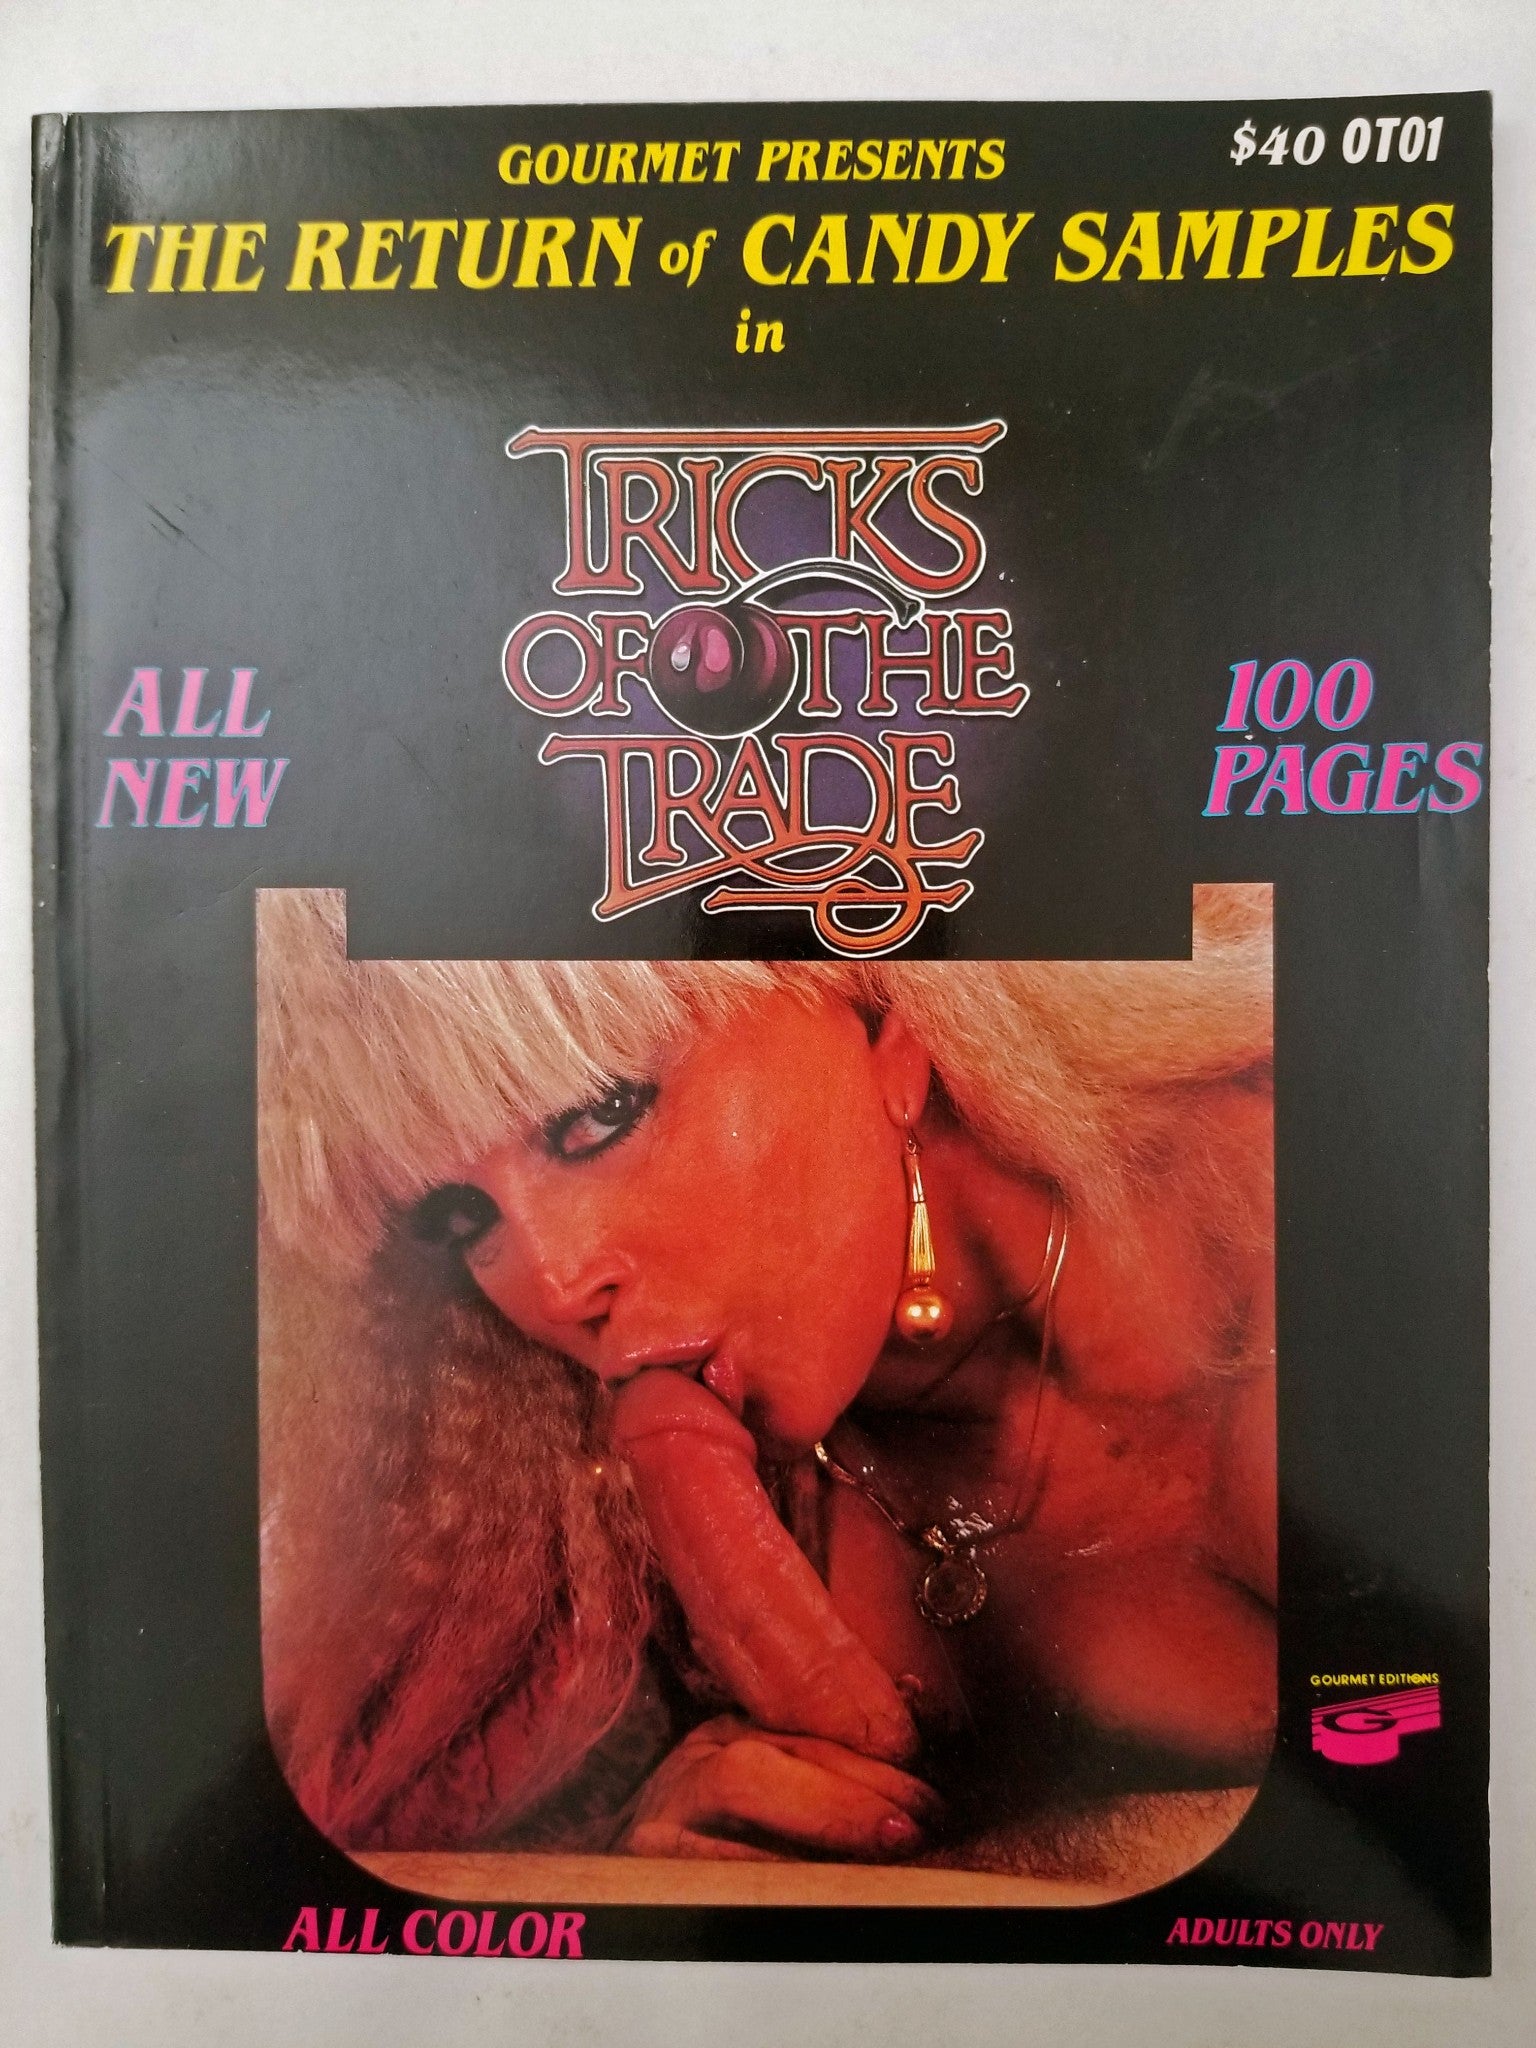 GOURMET PRESENTS
$40 OT01
THE RETURN of CANDY SAMPLES
in
TRICKS
OF THE
TRADE
ALL
NEW
100
PAGES
GOURMET EDITIONS
G
ALL COLOR
ADULTS ONLY